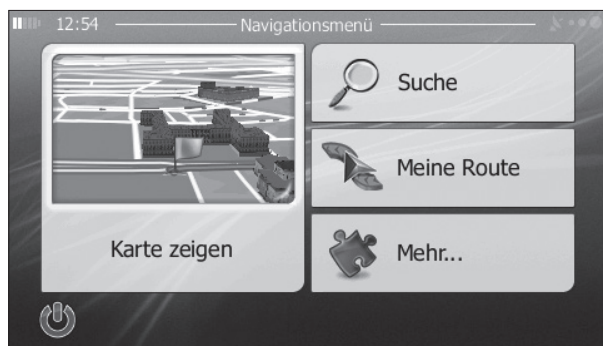 12:54
Navigationsmenü
Suche
Meine Route
Karte zeigen
Mehr...